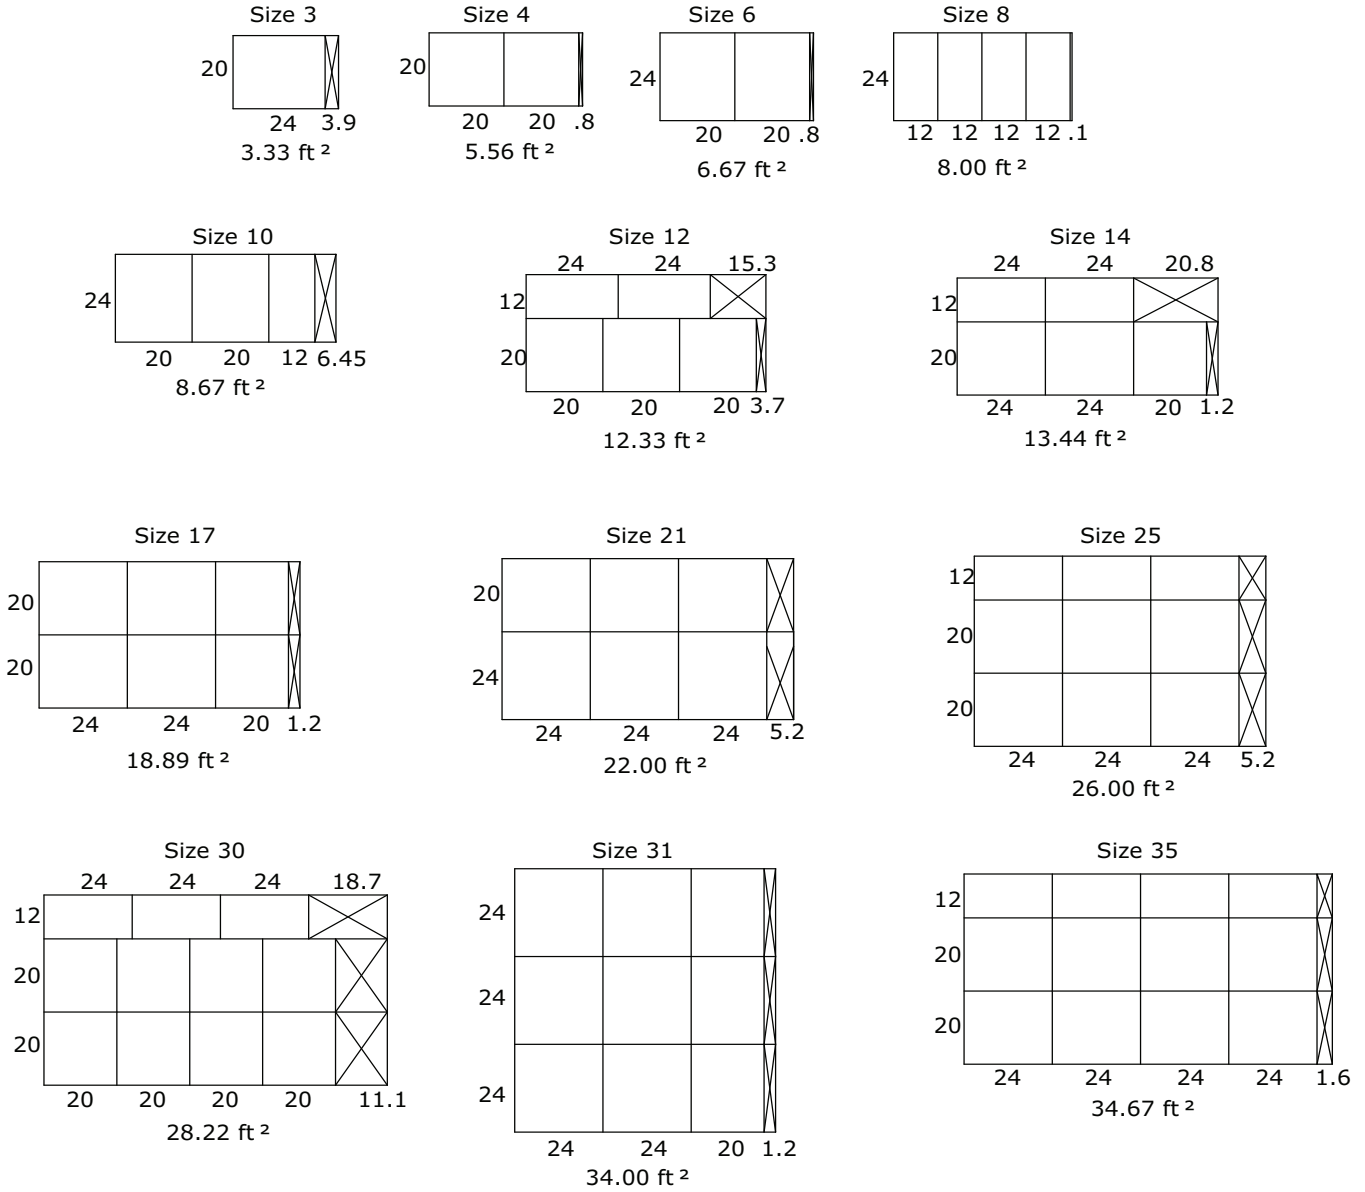 Size 3
20
24 3.9
3.33 ft ²
Size 4
20
20 20 .8
5.56 ft ²
Size 6
24
20 20 .8
6.67 ft ²
Size 8
24
12 12 12 12 .1
8.00 ft ²
Size 10
24
20 20 12 6.45
8.67 ft ²
Size 12
24 24 15.3
12
20
20 20 20 3.7
12.33 ft ²
Size 14
24 24 20.8
12
20
24 24 20 1.2
13.44 ft ²
Size 17
20
20
24 24 20 1.2
18.89 ft ²
Size 21
20
24
24 24 24 5.2
22.00 ft ²
Size 25
12
20
20
24 24 24 5.2
26.00 ft ²
Size 30
24 24 24 18.7
12
20
20
20 20 20 20 11.1
28.22 ft ²
Size 31
24
24
24
24 24 20 1.2
34.00 ft ²
Size 35
12
20
20
24 24 24 24 1.6
34.67 ft ²